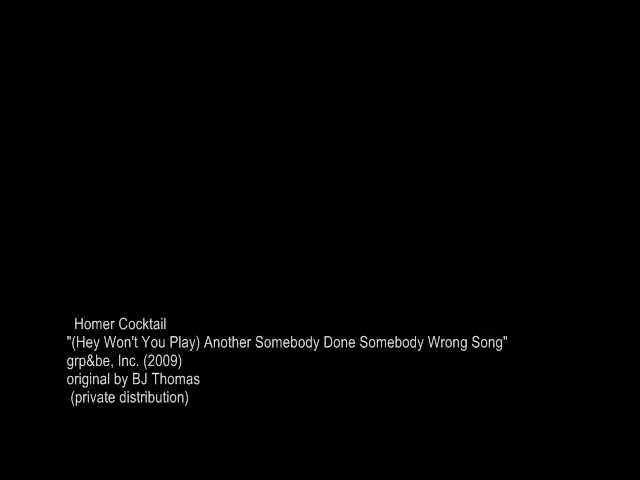 Homer Cocktail
"(Hey Won't You Play) Another Somebody Done Somebody Wrong Song"
grp&be, Inc. (2009)
original by BJ Thomas
(private distribution)